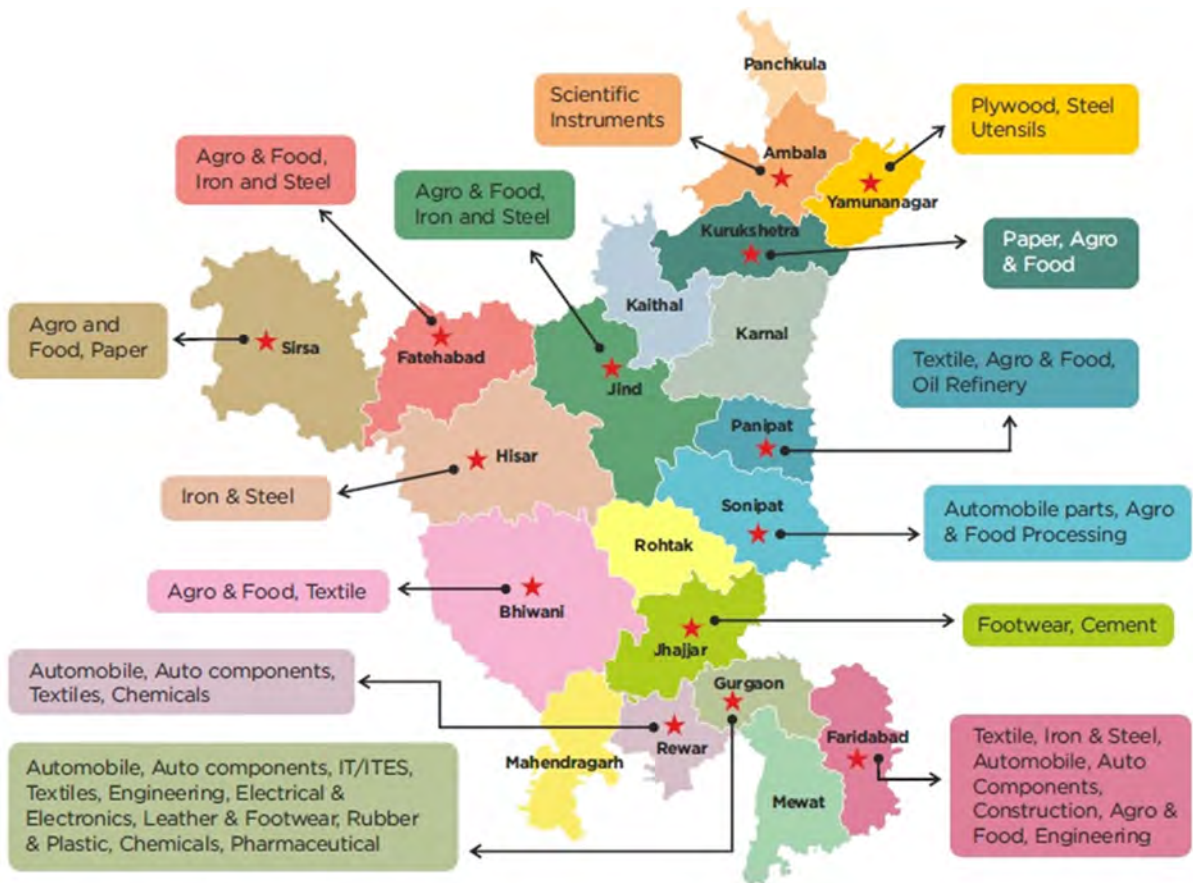 Panchkula
Scientific
Instruments
Plywood, Steel
Utensils
Ambala
Agro & Food,
Iron and Steel
Agro & Food,
Iron and Steel
Yamunanagar
Kurukshetra
Paper, Agro
& Food
Kaithal
Karnal
Agro and
Food, Paper
Sirsa
Fatehabad
Jind
Textile, Agro & Food,
Oil Refinery
Panipat
Hisar
Iron & Steel
Sonipat
Automobile parts, Agro
& Food Processing
Rohtak
Agro & Food, Textile
Bhiwani
Footwear, Cement
Jhajjar
Automobile, Auto components,
Textiles, Chemicals
Gurgaon
Rewar
Faridabad
Mahendragarh
Textile, Iron & Steel,
Automobile, Auto
Components,
Construction, Agro &
Food, Engineering
Automobile, Auto components, IT/ITES,
Textiles, Engineering, Electrical &
Electronics, Leather & Footwear, Rubber
& Plastic, Chemicals, Pharmaceutical
Mewat